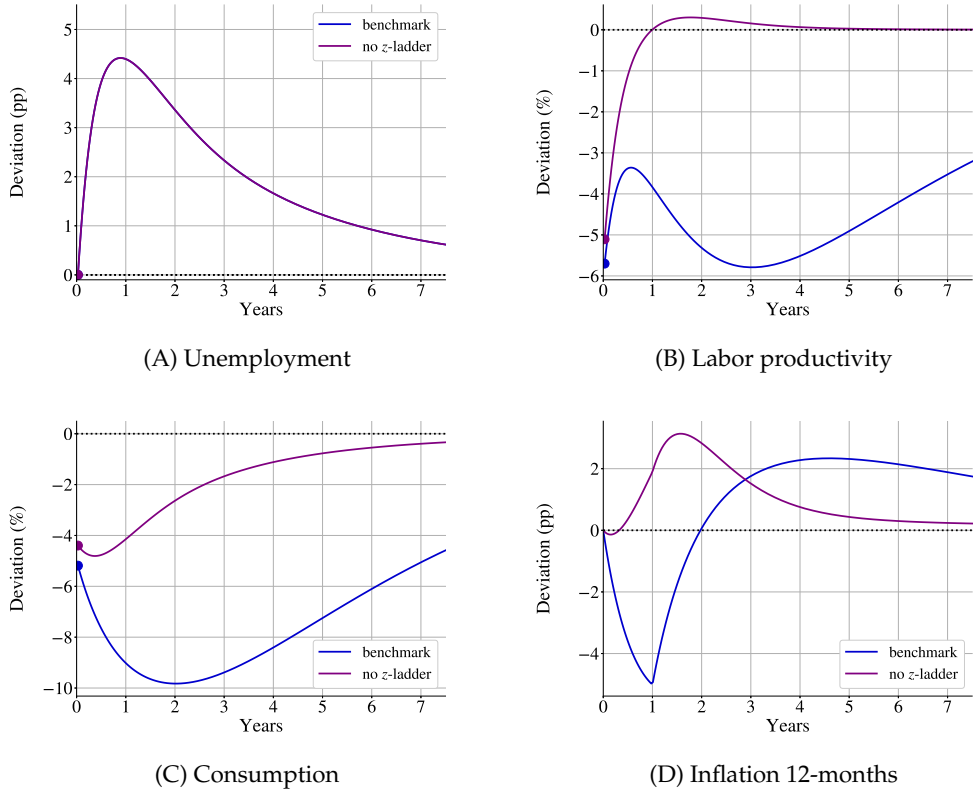 5
4
3
2
1
0
Deviation (pp)
benchmark
no z-ladder
0 1 2 3 4 5 6 7
Years
(A) Unemployment
0
−1
−2
−3
−4
−5
−6
Deviation (%)
benchmark
no z-ladder
0 1 2 3 4 5 6 7
Years
(B) Labor productivity
0
−2
−4
−6
−8
−10
Deviation (%)
benchmark
no z-ladder
0 1 2 3 4 5 6 7
Years
(C) Consumption
2
0
−2
−4
Deviation (pp)
benchmark
no z-ladder
0 1 2 3 4 5 6 7
Years
(D) Inflation 12-months